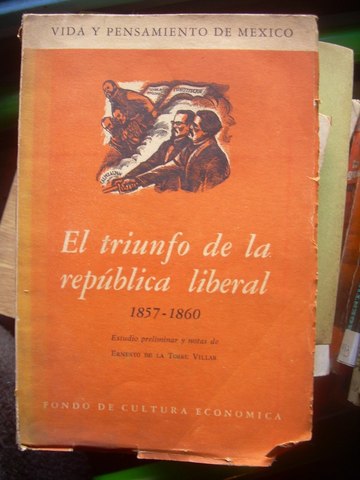 VIDA Y PENSAMIENTO DE MEXICO
El triunfo de la
república liberal
1857-1860
Estudio preliminar y notas de
ERNESTO DE LA TORRE VILLAR
FONDO DE CULTURA ECONOMICA